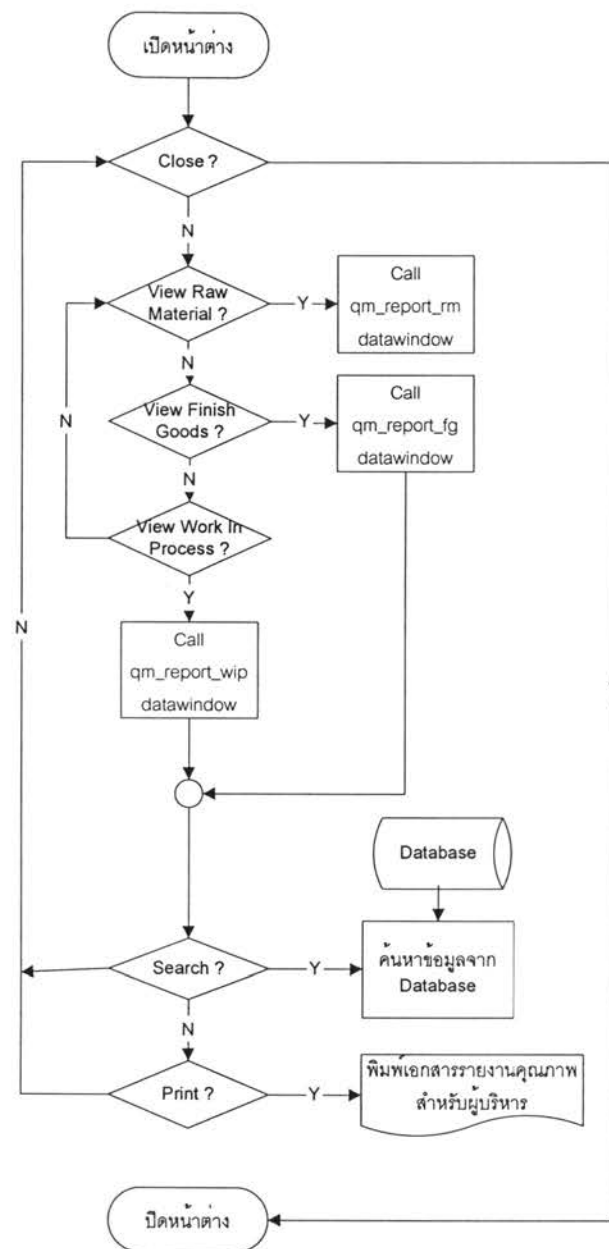 เปิดหน้าต่าง
Close ?
N
View Raw
Material ?
Y
Call
qm_report_rm
datawindow
N
View Finish
Goods ?
Y
Call
qm_report_fg
datawindow
N
N
View Work In
Process ?
Y
N
Call
qm_report_wip
datawindow
Database
Search ?
Y
ค้นหาข้อมูลจาก
Database
N
Print ?
Y
พิมพ์เอกสารรายงานคุณภาพ
สำหรับผู้บริหาร
ปิดหน้าต่าง